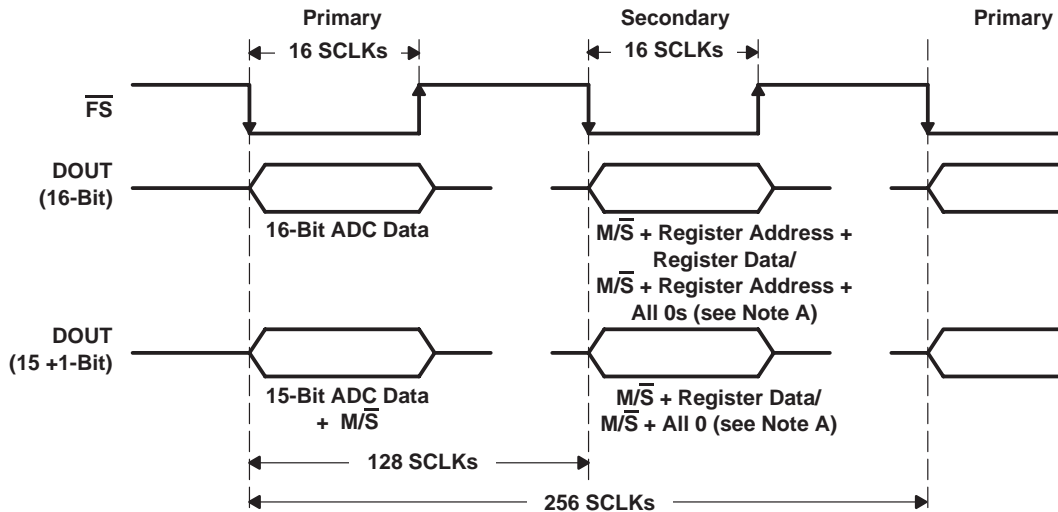 Primary
Secondary
Primary
16 SCLKs
16 SCLKs
F̅S̅
DOUT
(16-Bit)
16-Bit ADC Data
M/S̅ + Register Address +
Register Data/
M/S̅ + Register Address +
All 0s (see Note A)
DOUT
(15 +1-Bit)
15-Bit ADC Data
+ M/S̅
M/S̅ + Register Data/
M/S̅ + All 0 (see Note A)
128 SCLKs
256 SCLKs